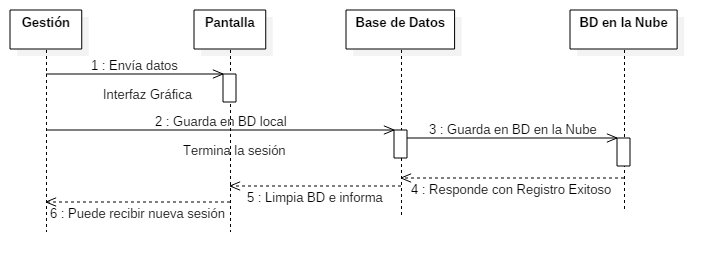 Gestión
Pantalla
Base de Datos
BD en la Nube
1 : Envía datos
Interfaz Gráfica
2 : Guarda en BD local
3 : Guarda en BD en la Nube
Termina la sesión
4 : Responde con Registro Exitoso
5 : Limpia BD e informa
6 : Puede recibir nueva sesión